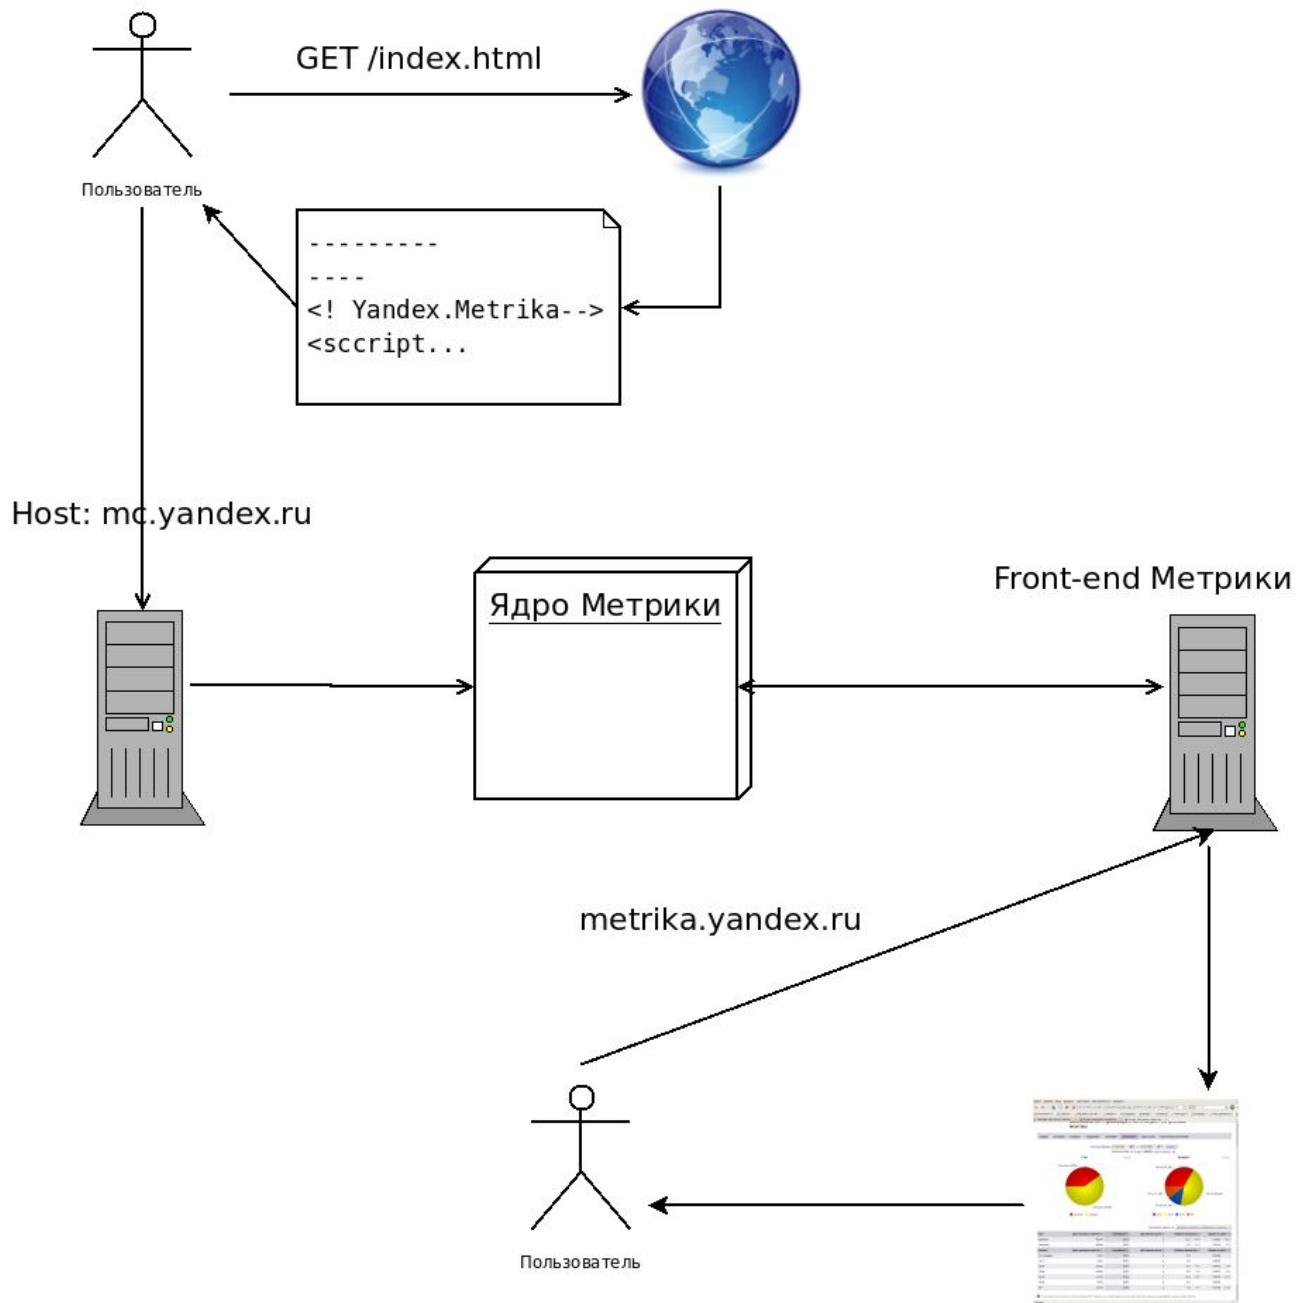 GET /index.html
Пользователь
---------
----
<! Yandex.Metrika-->
<sccript...
Host: mc.yandex.ru
Ядро Метрики
Front-end Метрики
metrika.yandex.ru
Пользователь